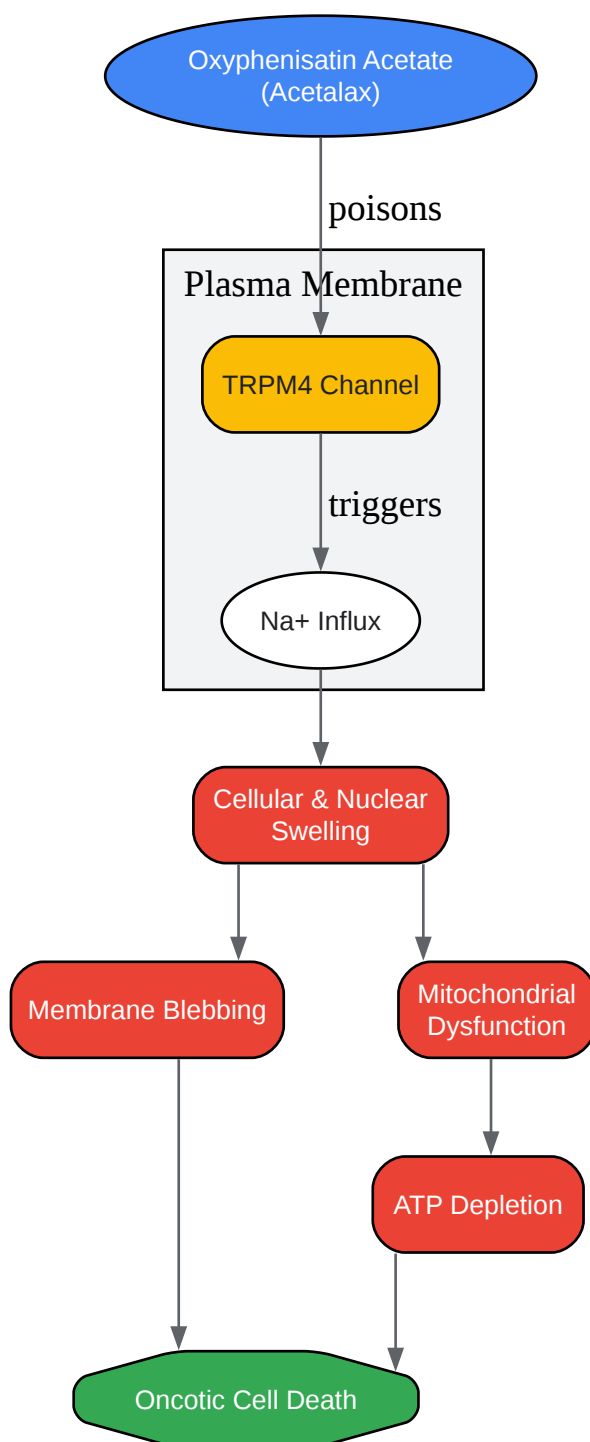 Oxyphenisatin Acetate
(Acetalax)
poisons
Plasma Membrane
TRPM4 Channel
triggers
Na+ Influx
Cellular & Nuclear
Swelling
Membrane Blebbing
Mitochondrial
Dysfunction
ATP Depletion
Oncotic Cell Death